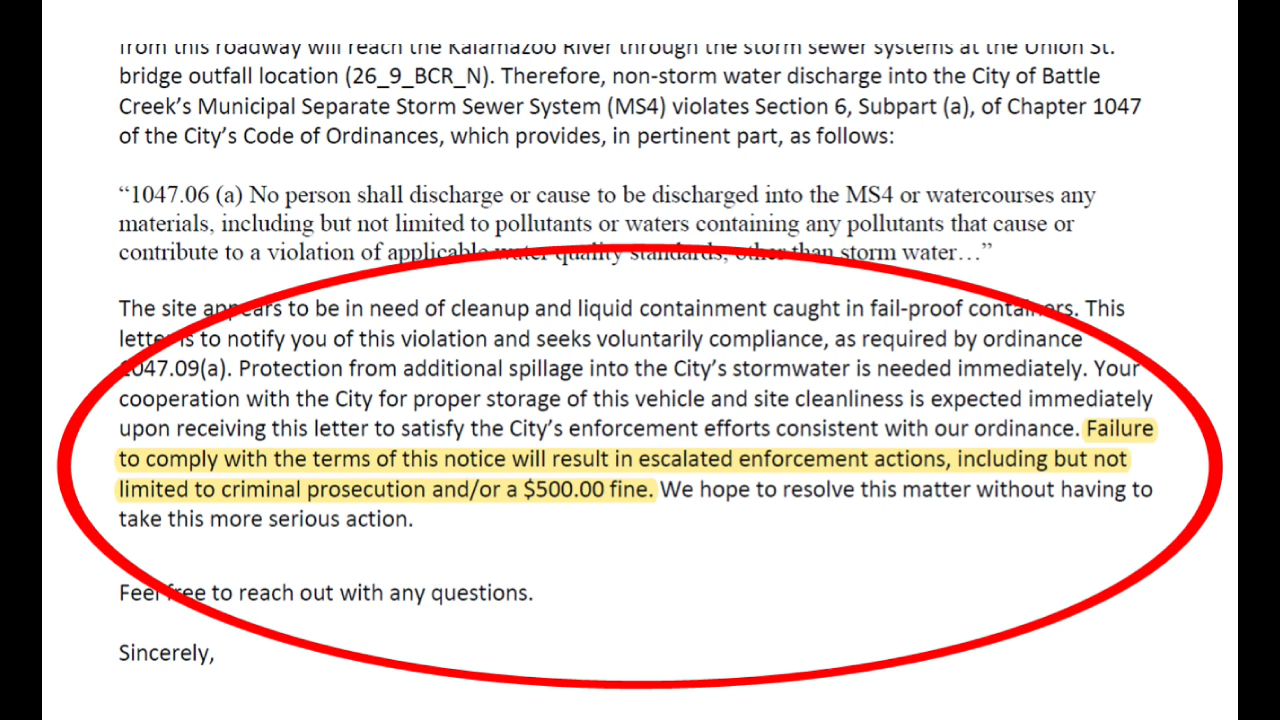 from this roadway will reach the Kalamazoo River through the storm sewer systems at the Union St.
bridge outfall location (26_9_BCR_N). Therefore, non-storm water discharge into the City of Battle
Creek’s Municipal Separate Storm Sewer System (MS4) violates Section 6, Subpart (a), of Chapter 1047
of the City’s Code of Ordinances, which provides, in pertinent part, as follows:
“1047.06 (a) No person shall discharge or cause to be discharged into the MS4 or watercourses any
materials, including but not limited to pollutants or waters containing any pollutants that cause or
contribute to a violation of applicable water quality standards, other than storm water…”
The site appears to be in need of cleanup and liquid containment caught in fail-proof containers. This
letter is to notify you of this violation and seeks voluntarily compliance, as required by ordinance
1047.09(a). Protection from additional spillage into the City’s stormwater is needed immediately. Your
cooperation with the City for proper storage of this vehicle and site cleanliness is expected immediately
upon receiving this letter to satisfy the City’s enforcement efforts consistent with our ordinance. Failure
to comply with the terms of this notice will result in escalated enforcement actions, including but not
limited to criminal prosecution and/or a $500.00 fine. We hope to resolve this matter without having to
take this more serious action.
Feel free to reach out with any questions.
Sincerely,